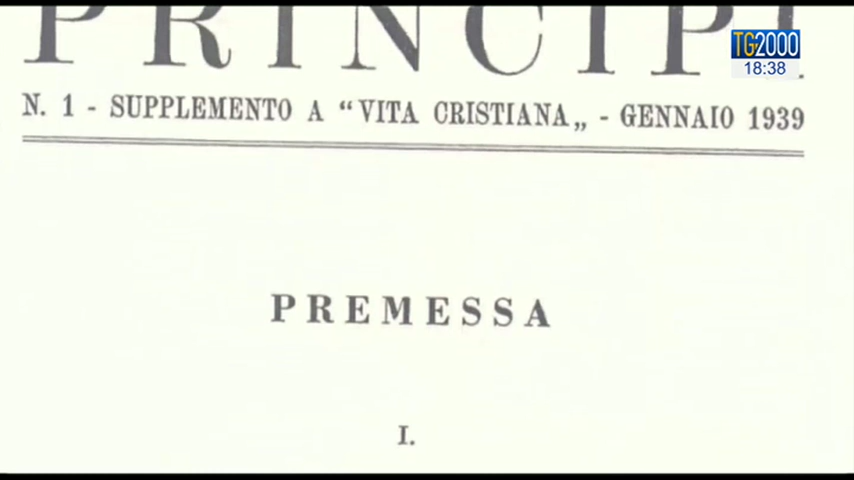 PRINCIPI
TG2000
18:38
N. 1 - SUPPLEMENTO A “VITA CRISTIANA„ - GENNAIO 1939
PREMESSA
I.